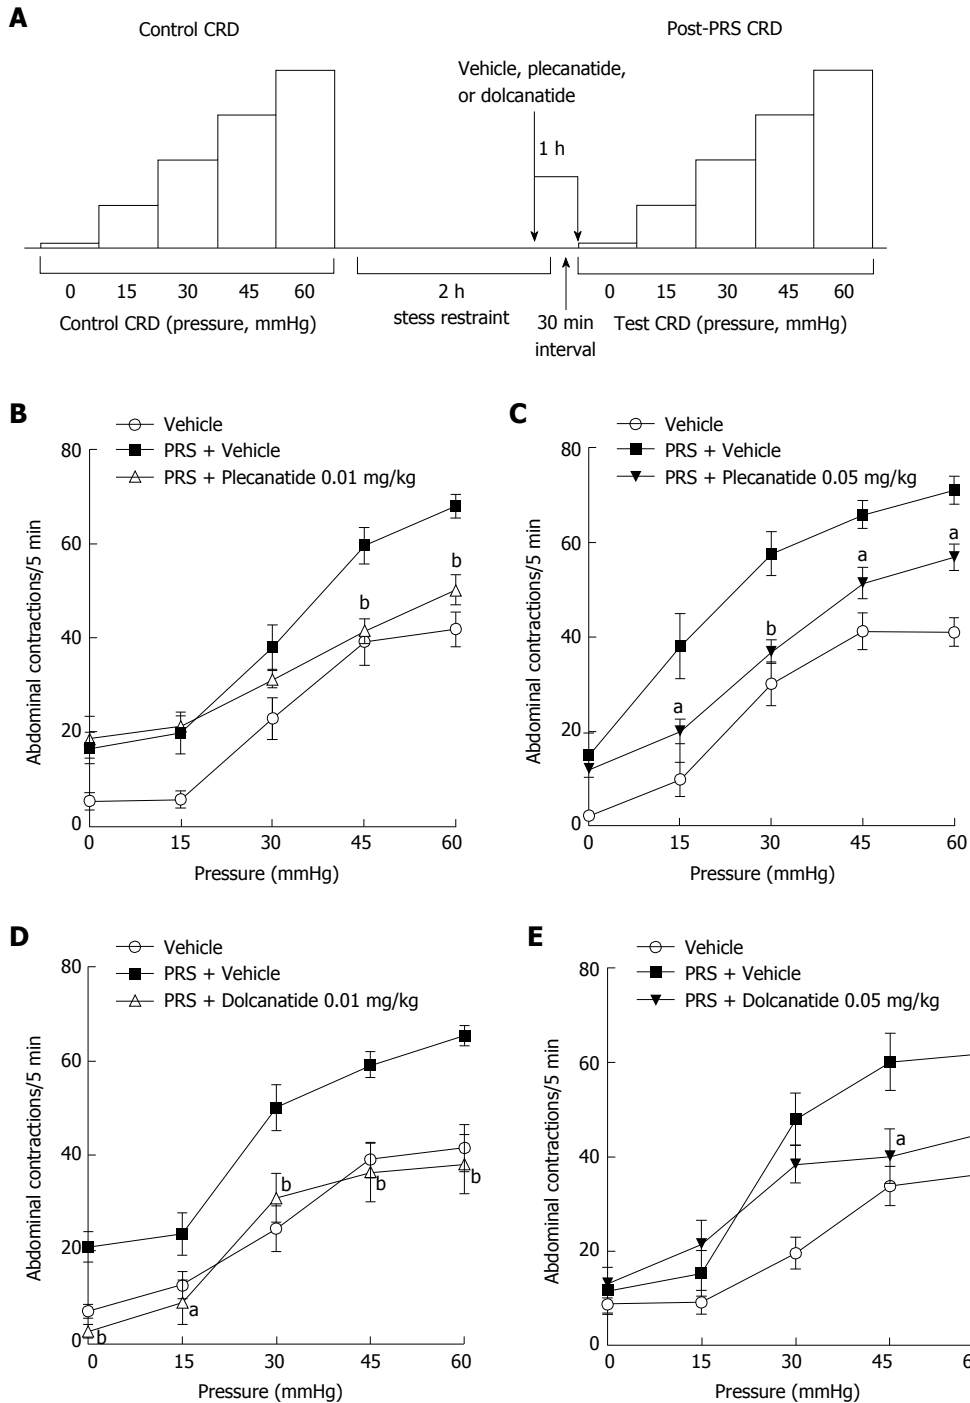 A
Control CRD
Post-PRS CRD
Vehicle, plecanatide,
or dolcanatide
1 h
0 15 30 45 60
Control CRD (pressure, mmHg)
2 h
stess restraint
30 min
interval
0 15 30 45 60
Test CRD (pressure, mmHg)
B
Vehicle
PRS + Vehicle
PRS + Plecanatide 0.01 mg/kg
80
60
40
20
0
Abdominal contractions/5 min
b
b
0 15 30 45 60
Pressure (mmHg)
C
Vehicle
PRS + Vehicle
PRS + Plecanatide 0.05 mg/kg
80
60
40
20
0
Abdominal contractions/5 min
a
b
a
a
0 15 30 45 60
Pressure (mmHg)
D
Vehicle
PRS + Vehicle
PRS + Dolcanatide 0.01 mg/kg
80
60
40
20
0
Abdominal contractions/5 min
b
a
b
b
b
0 15 30 45 60
Pressure (mmHg)
E
Vehicle
PRS + Vehicle
PRS + Dolcanatide 0.05 mg/kg
80
60
40
20
0
Abdominal contractions/5 min
a
0 15 30 45
Pressure (mmHg)